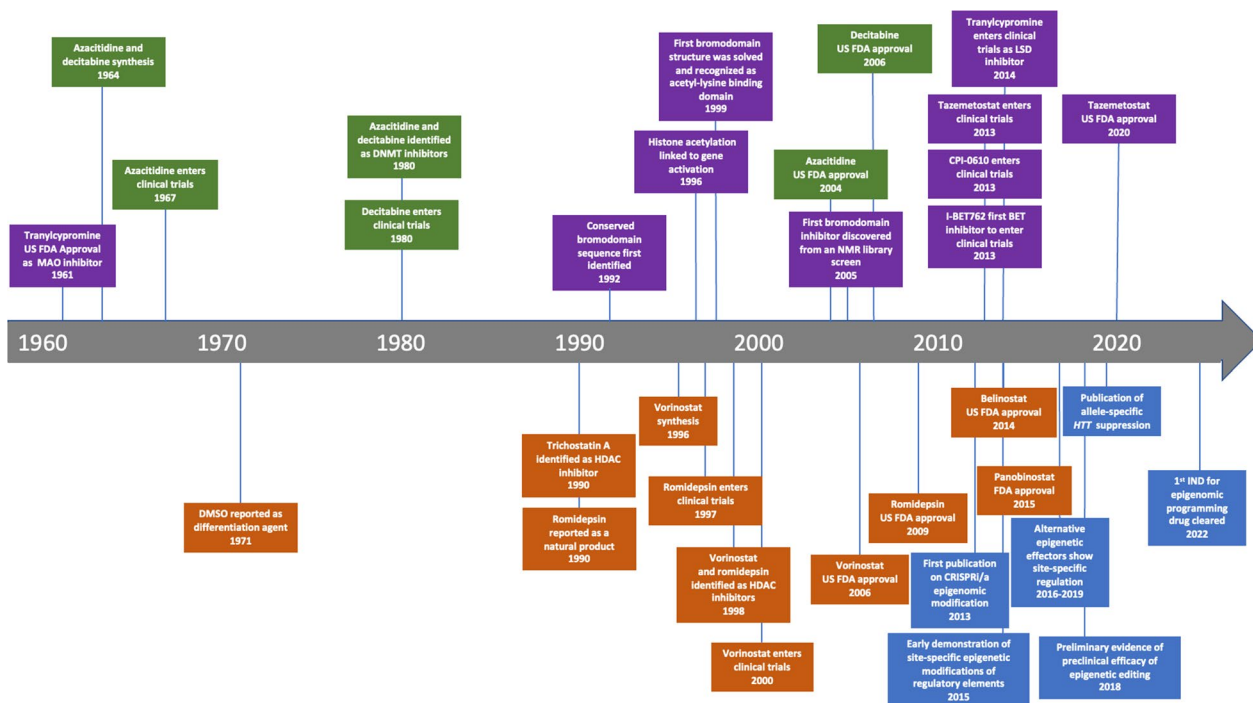 Azacitidine and
decitabine synthesis
1964
Azacitidine enters
clinical trials
1967
Tranylcypromine
US FDA Approval
as MAO inhibitor
1961
Azacitidine and
decitabine identified
as DNMT inhibitors
1980
Decitabine enters
clinical trials
1980
First bromodomain
structure was solved
and recognized as
acetyl-lysine binding
domain
1999
Histone acetylation
linked to gene
activation
1996
Conserved
bromodomain
sequence first
identified
1992
Decitabine
US FDA approval
2006
Azacitidine
US FDA approval
2004
First bromodomain
inhibitor discovered
from an NMR library
screen
2005
Tranylcypromine
enters clinical
trials as LSD
inhibitor
2014
Tazemetostat enters
clinical trials
2013
CPI-0610 enters
clinical trials
2013
I-BET762 first BET
inhibitor to enter
clinical trials
2013
Tazemetostat
US FDA approval
2020
1960 1970 1980 1990 2000 2010 2020
DMSO reported as
differentiation agent
1971
Trichostatin A
identified as HDAC
inhibitor
1990
Romidepsin
reported as a
natural product
1990
Vorinostat
synthesis
1996
Romidepsin enters
clinical trials
1997
Vorinostat
and romidepsin
identified as HDAC
inhibitors
1998
Vorinostat enters
clinical trials
2000
Vorinostat
US FDA approval
2006
Romidepsin
US FDA approval
2009
First publication
on CRISPRi/a
epigenomic
modification
2013
Early demonstration of
site-specific epigenetic
modifications of
regulatory elements
2015
Belinostat
US FDA approval
2014
Panobinostat
FDA approval
2015
Alternative
epigenetic
effectors show
site-specific
regulation
2016-2019
Preliminary evidence of
preclinical efficacy of
epigenetic editing
2018
Publication of
allele-specific
HTT suppression
1st IND for
epigenomic
programming
drug cleared
2022